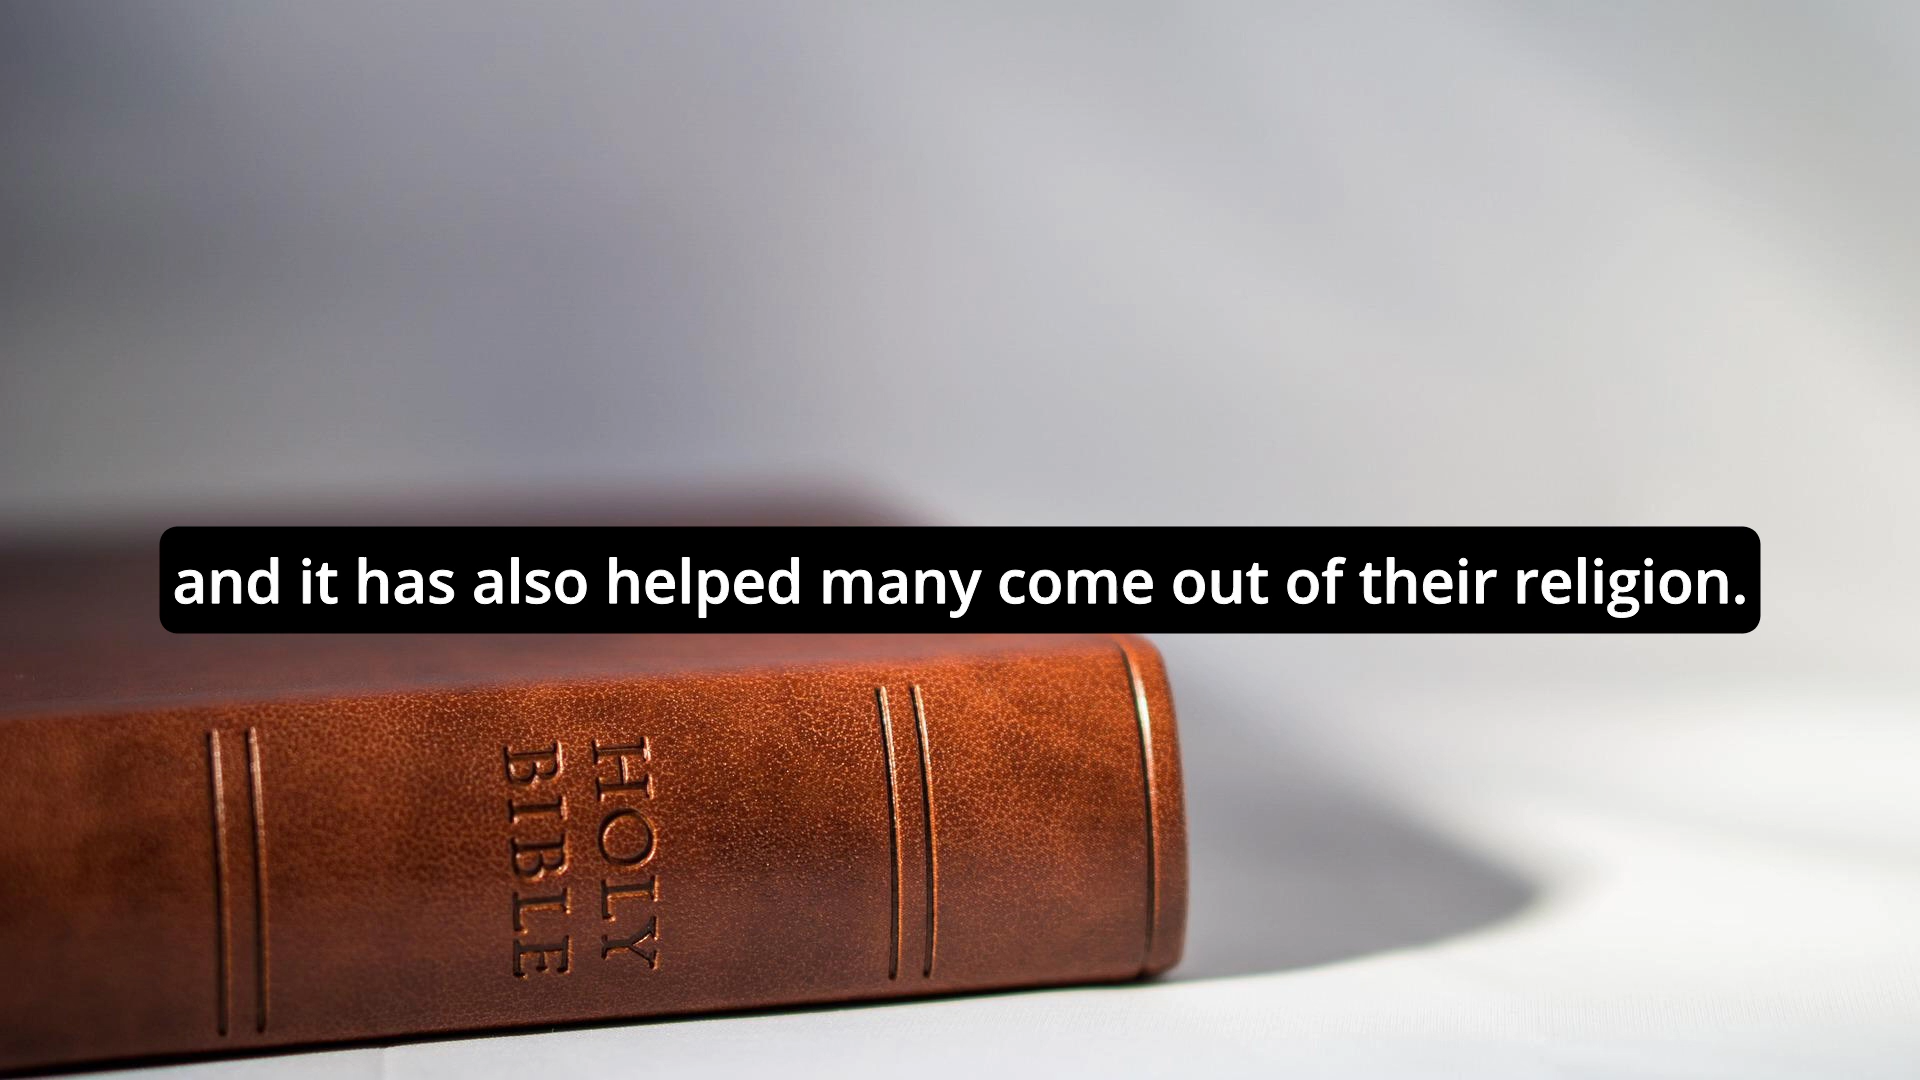 and it has also helped many come out of their religion.
HOLY
BIBLE